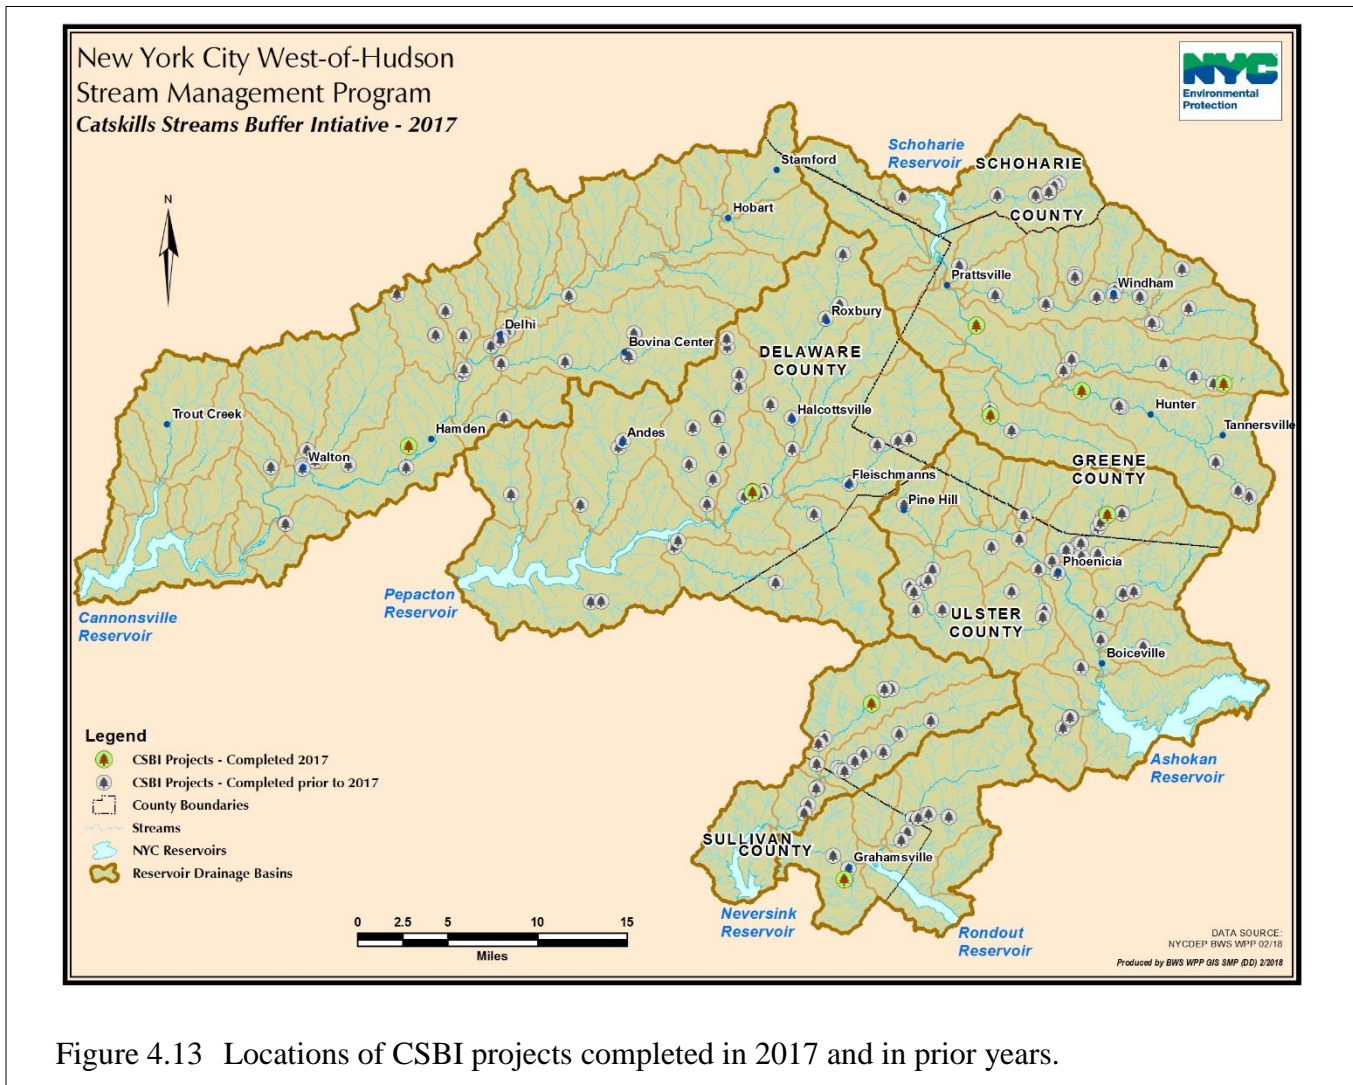 New York City West-of-Hudson
Stream Management Program
Catskills Streams Buffer Intiative - 2017
NYC
Environmental
Protection
N
Stamford
Schoharie
Reservoir
SCHOHARIE
COUNTY
Hobart
Prattsville
Windham
Roxbury
Delhi
Bovina Center
DELAWARE
COUNTY
Trout Creek
Hamden
Halcottsville
Hunter
Andes
Tannersville
Walton
Fleischmanns
GREENE
COUNTY
Pine Hill
Phoenicia
Pepacton
Reservoir
Cannonsville
Reservoir
ULSTER
COUNTY
Boiceville
Ashokan
Reservoir
Legend
CSBI Projects - Completed 2017
CSBI Projects - Completed prior to 2017
County Boundaries
Streams
NYC Reservoirs
Reservoir Drainage Basins
SULLIVAN
COUNTY
Grahamsville
Neversink
Reservoir
Rondout
Reservoir
0 2.5 5 10 15
Miles
DATA SOURCE:
NYCDEP BWS WPP 02/18
Produced by BWS WPP GIS SMP (DD) 2/2018
Figure 4.13 Locations of CSBI projects completed in 2017 and in prior years.